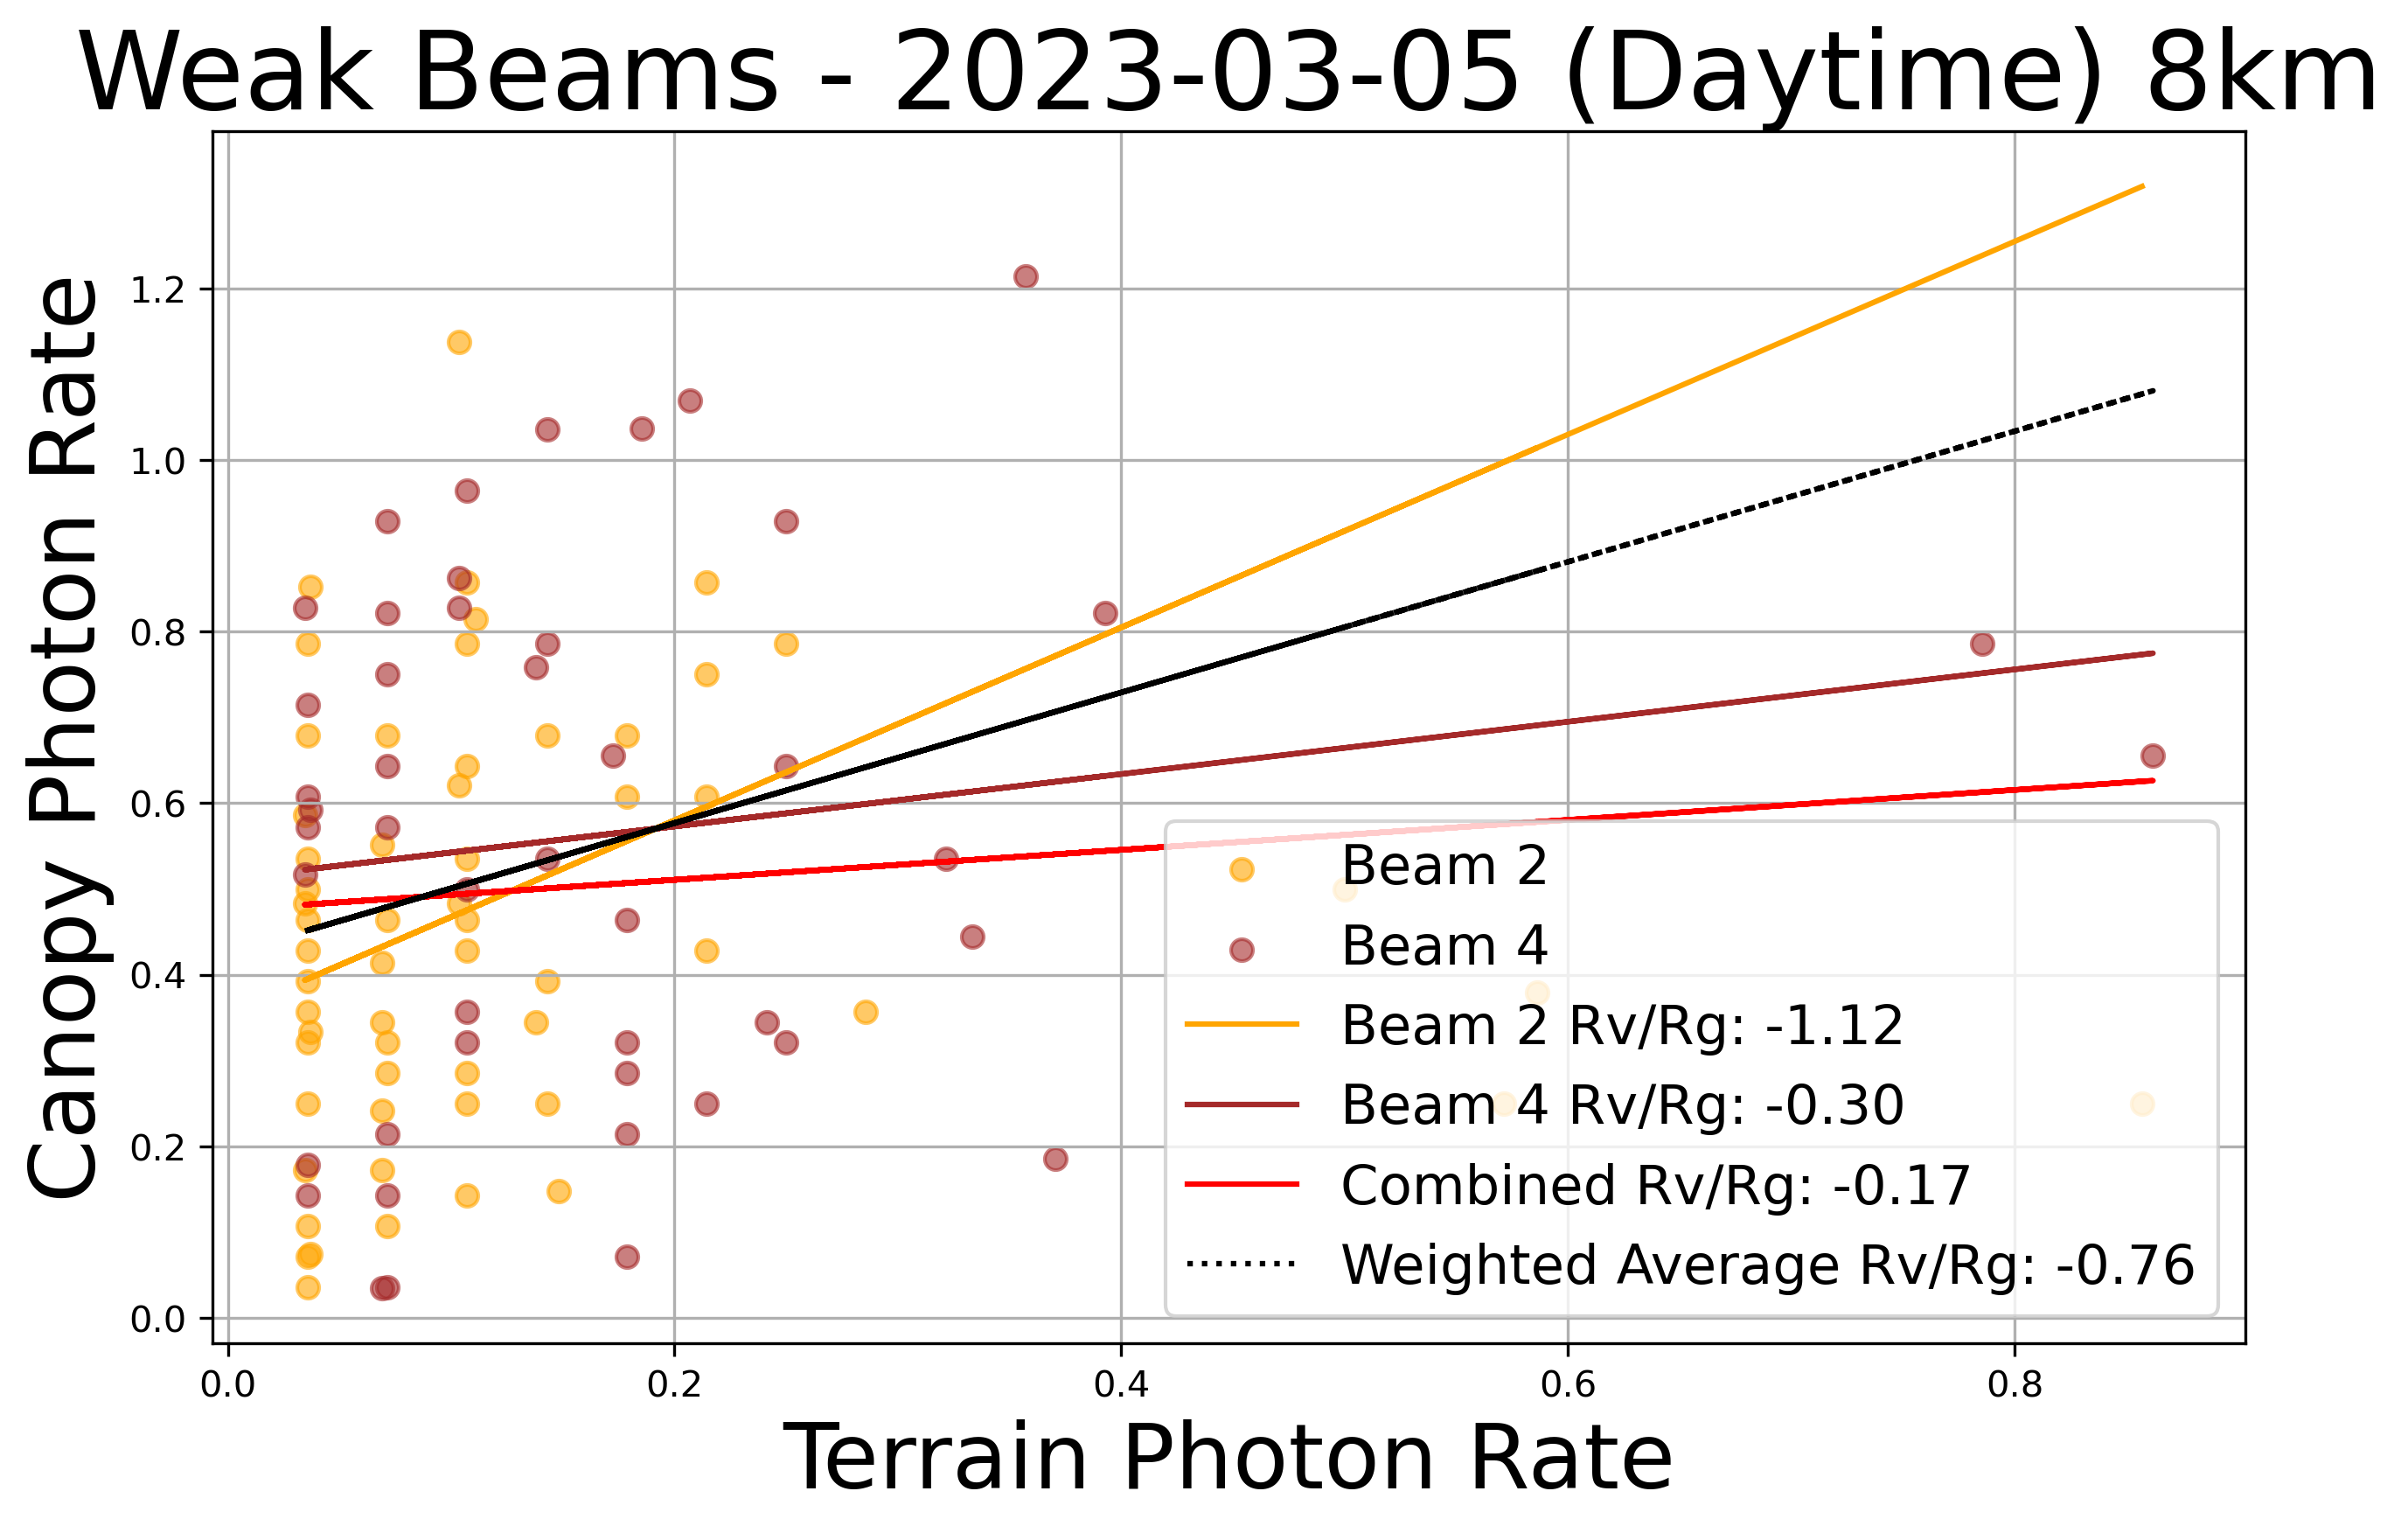 Weak Beams - 2023-03-05 (Daytime) 8km
Canopy Photon Rate
1.2
1.0
0.8
0.6
0.4
0.2
0.0
Beam 2
Beam 4
Beam 2 Rv/Rg: -1.12
Beam 4 Rv/Rg: -0.30
Combined Rv/Rg: -0.17
Weighted Average Rv/Rg: -0.76
0.0 0.2 0.4 0.6 0.8
Terrain Photon Rate